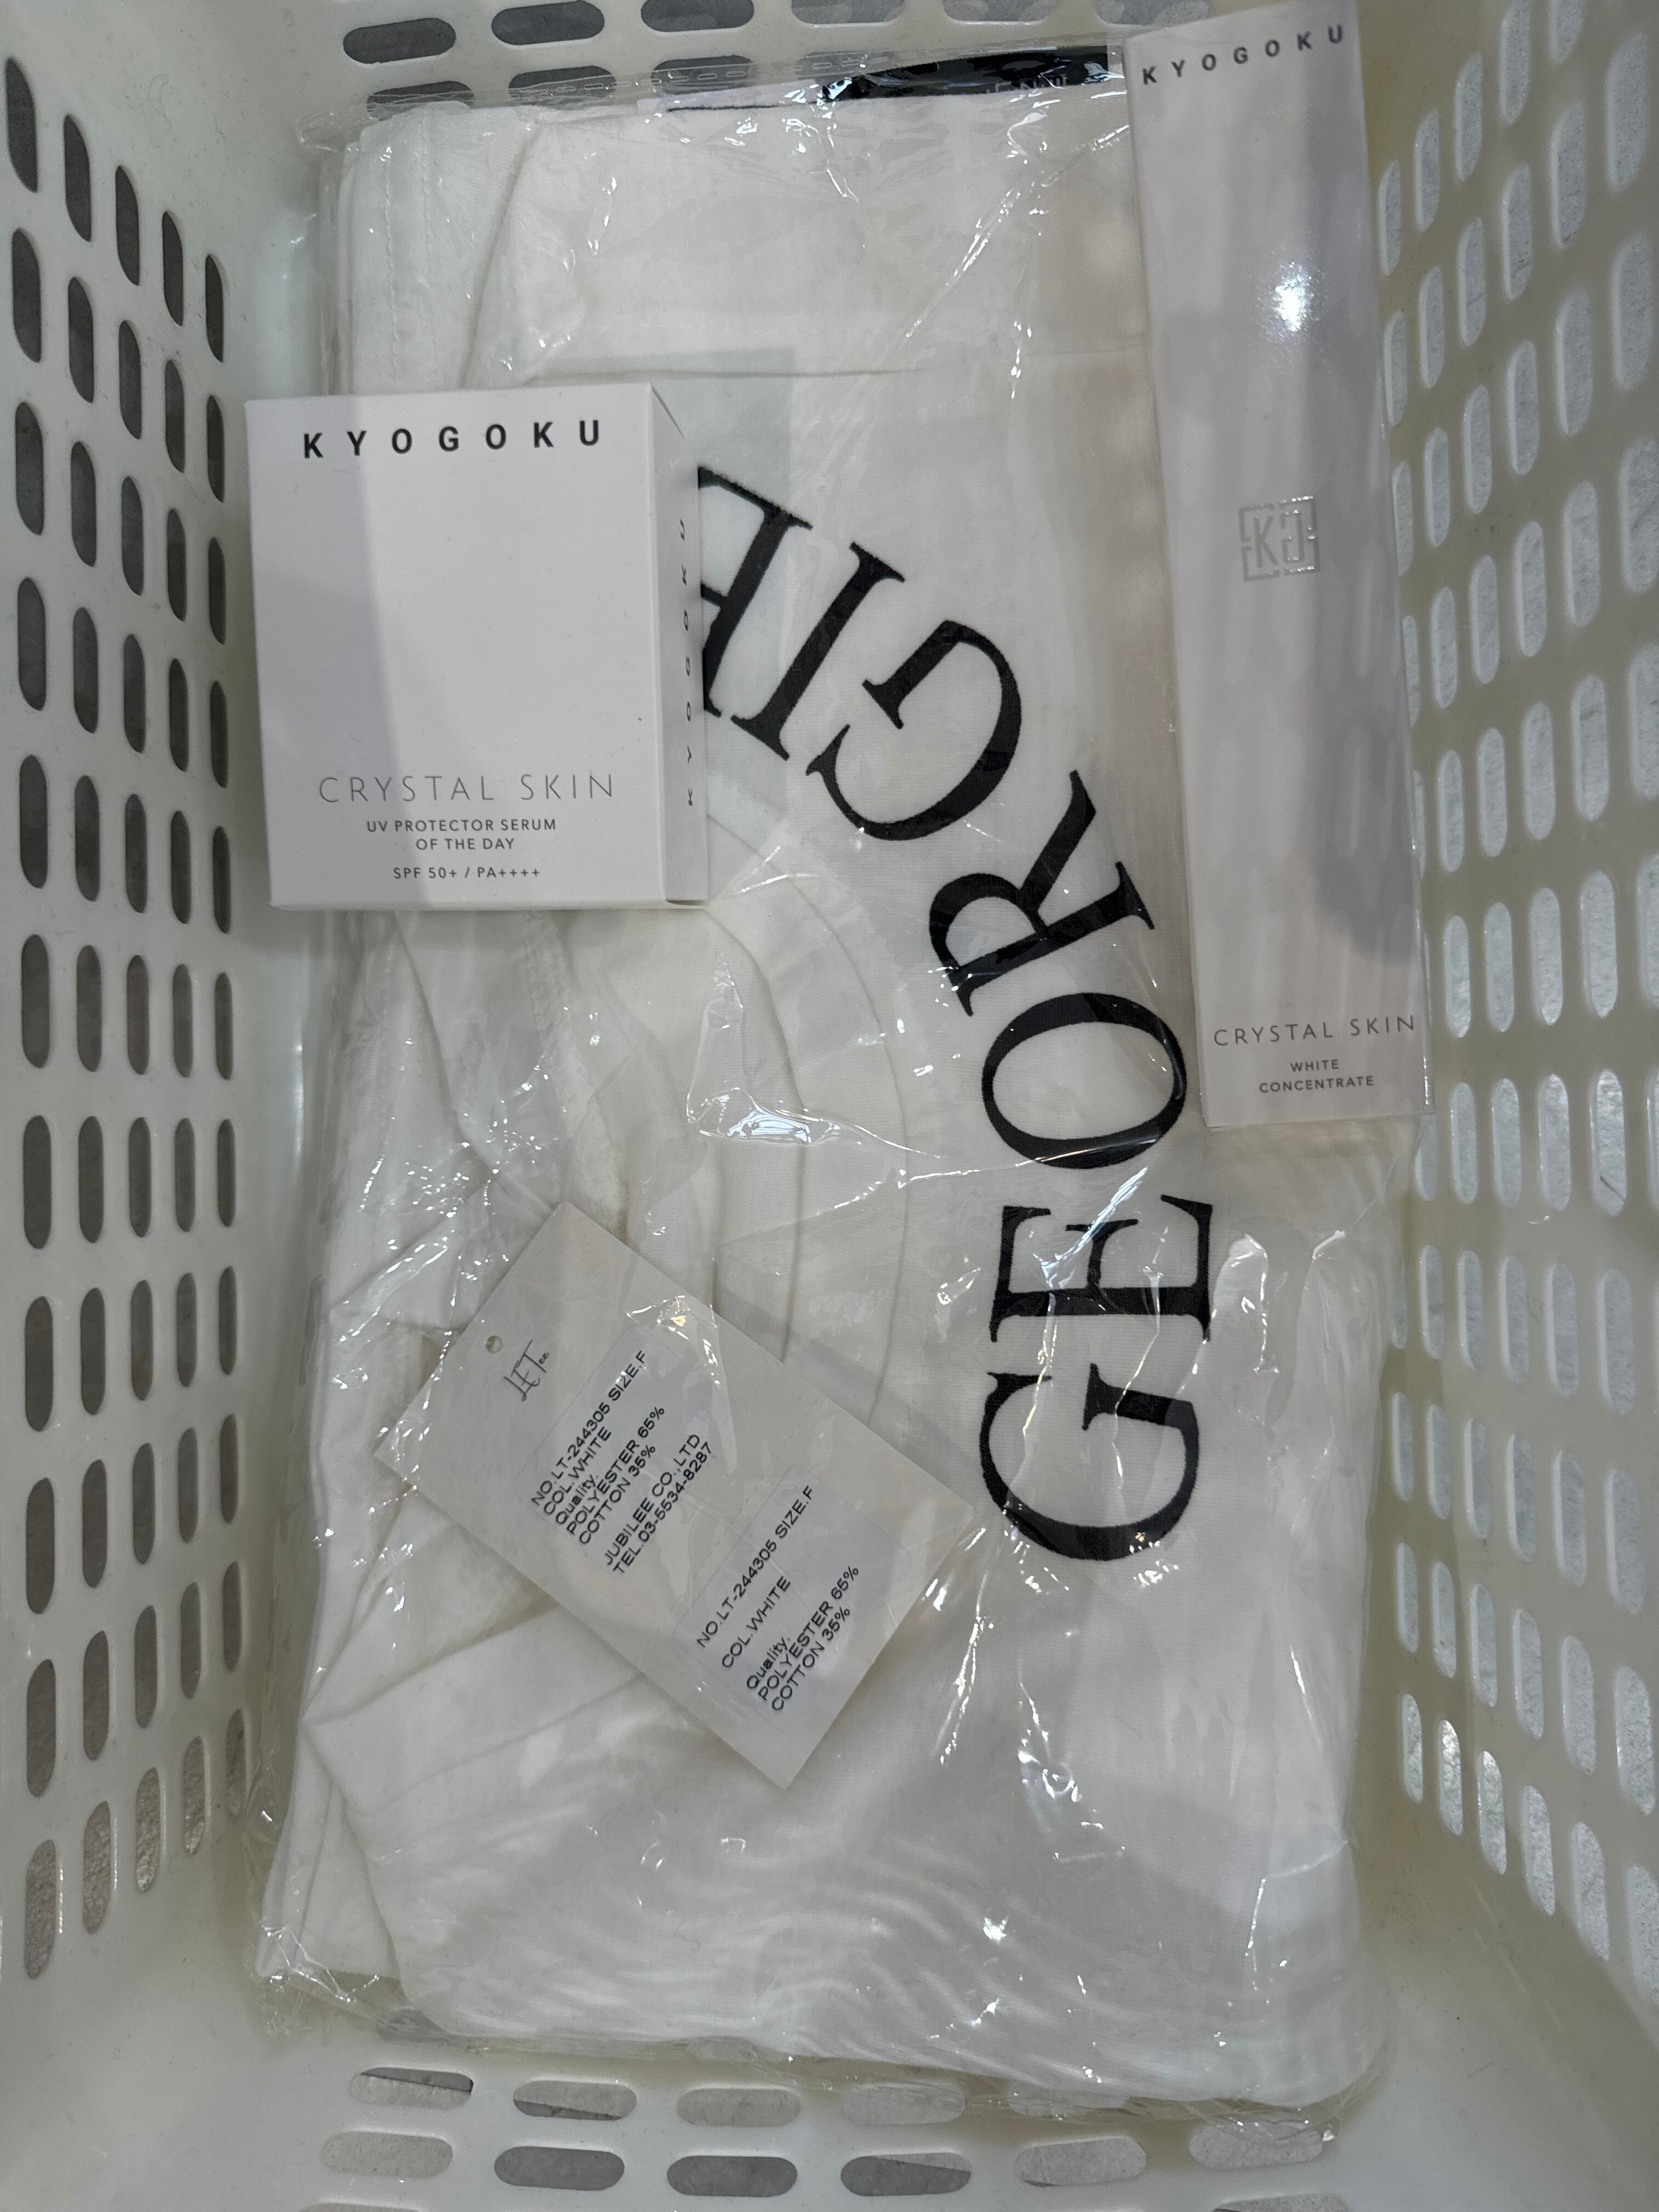 KYOGOKU
CRYSTAL SKIN
UV PROTECTOR SERUM
OF THE DAY
SPF 50+ / PA++++
KYOGOKU
KYOGOKU
CRYSTAL SKIN
WHITE
CONCENTRATE
GEORGIA
LETee
NO.LT-244305 SIZE.F
COL.WHITE
Quality.
POLYESTER 65%
COTTON 35%
JUBILEE CO.,LTD
TEL.03-5534-8287
NO.LT-244305 SIZE.F
COL.WHITE
Quality.
POLYESTER 65%
COTTON 35%